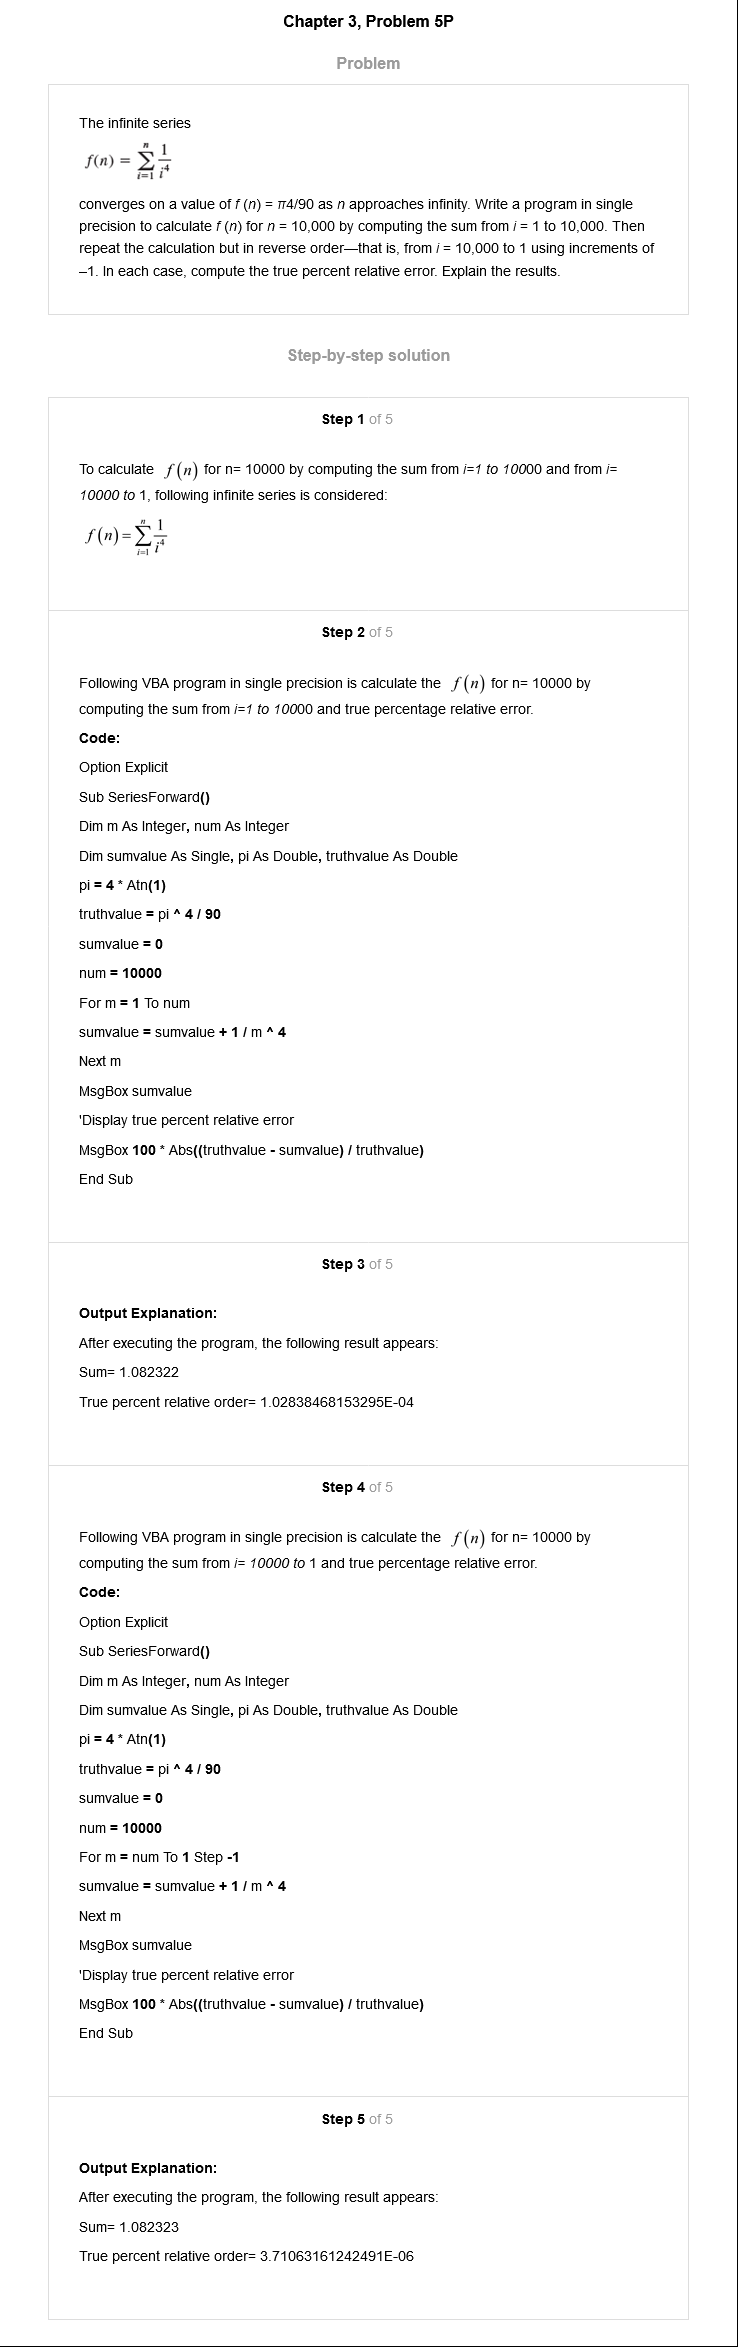 Chapter 3, Problem 5P
Problem
The infinite series
f(n) = ∑_{i=1}^{n} 1/i⁴
converges on a value of f (n) = π4/90 as n approaches infinity. Write a program in single
precision to calculate f (n) for n = 10,000 by computing the sum from i = 1 to 10,000. Then
repeat the calculation but in reverse order—that is, from i = 10,000 to 1 using increments of
–1. In each case, compute the true percent relative error. Explain the results.
Step-by-step solution
Step 1 of 5
To calculate f(n) for n= 10000 by computing the sum from i=1 to 10000 and from i=
10000 to 1, following infinite series is considered:
f(n)=∑_{i=1}^{n} 1/i⁴
Step 2 of 5
Following VBA program in single precision is calculate the f(n) for n= 10000 by
computing the sum from i=1 to 10000 and true percentage relative error.
Code:
Option Explicit
Sub SeriesForward()
Dim m As Integer, num As Integer
Dim sumvalue As Single, pi As Double, truthvalue As Double
pi = 4 * Atn(1)
truthvalue = pi ^ 4 / 90
sumvalue = 0
num = 10000
For m = 1 To num
sumvalue = sumvalue + 1 / m ^ 4
Next m
MsgBox sumvalue
'Display true percent relative error
MsgBox 100 * Abs((truthvalue - sumvalue) / truthvalue)
End Sub
Step 3 of 5
Output Explanation:
After executing the program, the following result appears:
Sum= 1.082322
True percent relative order= 1.02838468153295E-04
Step 4 of 5
Following VBA program in single precision is calculate the f(n) for n= 10000 by
computing the sum from i= 10000 to 1 and true percentage relative error.
Code:
Option Explicit
Sub SeriesForward()
Dim m As Integer, num As Integer
Dim sumvalue As Single, pi As Double, truthvalue As Double
pi = 4 * Atn(1)
truthvalue = pi ^ 4 / 90
sumvalue = 0
num = 10000
For m = num To 1 Step -1
sumvalue = sumvalue + 1 / m ^ 4
Next m
MsgBox sumvalue
'Display true percent relative error
MsgBox 100 * Abs((truthvalue - sumvalue) / truthvalue)
End Sub
Step 5 of 5
Output Explanation:
After executing the program, the following result appears:
Sum= 1.082323
True percent relative order= 3.71063161242491E-06